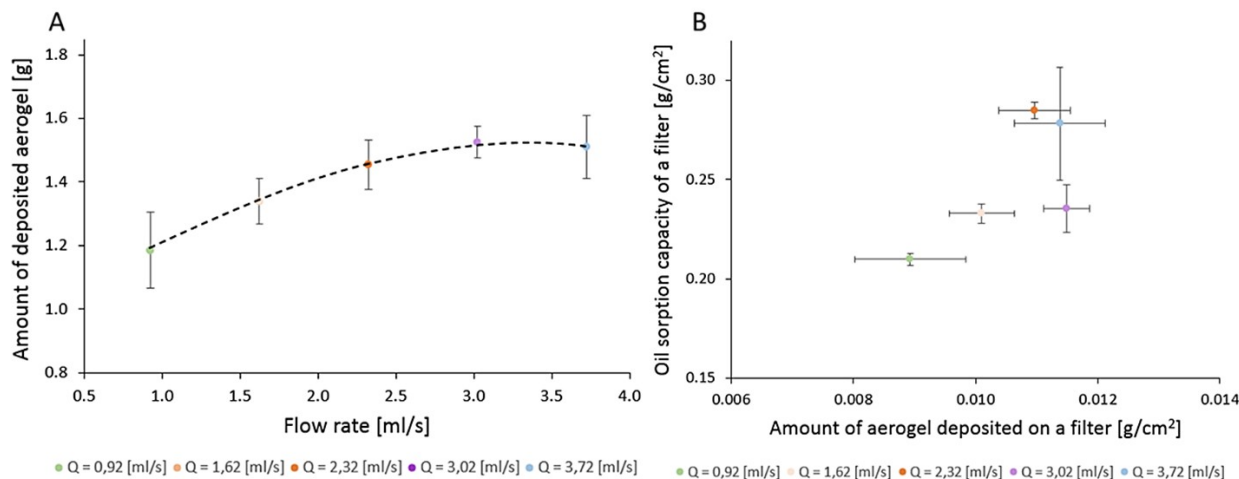 A
Amount of deposited aerogel [g]
1.8
1.6
1.4
1.2
1.0
0.8
0.5 1.0 1.5 2.0 2.5 3.0 3.5 4.0
Flow rate [ml/s]
Q = 0,92 [ml/s] Q = 1,62 [ml/s] Q = 2,32 [ml/s] Q = 3,02 [ml/s] Q = 3,72 [ml/s]
B
Oil sorption capacity of a filter [g/cm²]
0.30
0.25
0.20
0.15
0.006 0.008 0.010 0.012 0.014
Amount of aerogel deposited on a filter [g/cm²]
Q = 0,92 [ml/s] Q = 1,62 [ml/s] Q = 2,32 [ml/s] Q = 3,02 [ml/s] Q = 3,72 [ml/s]